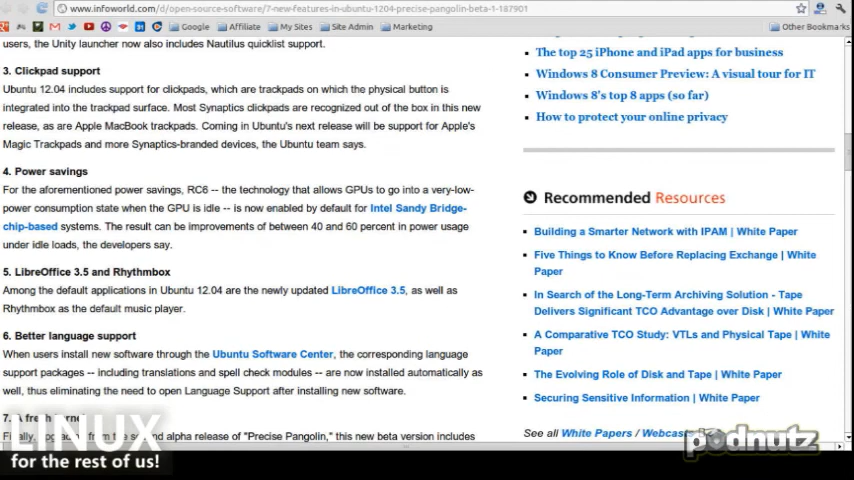 www.infoworld.com/d/open-source-software/7-new-features-in-ubuntu-1204-precise-pangolin-beta-1-187901
Google Affiliate My Sites Site Admin Marketing Other Bookmarks
users, the Unity launcher now also includes Nautilus quicklist support.
3. Clickpad support
Ubuntu 12.04 includes support for clickpads, which are trackpads on which the physical button is
integrated into the trackpad surface. Most Synaptics clickpads are recognized out of the box in this new
release, as are Apple MacBook trackpads. Coming in Ubuntu's next release will be support for Apple's
Magic Trackpads and more Synaptics-branded devices, the Ubuntu team says.
4. Power savings
For the aforementioned power savings, RC6 -- the technology that allows GPUs to go into a very-low-
power consumption state when the GPU is idle -- is now enabled by default for Intel Sandy Bridge-
chip-based systems. The result can be improvements of between 40 and 60 percent in power usage
under idle loads, the developers say.
5. LibreOffice 3.5 and Rhythmbox
Among the default applications in Ubuntu 12.04 are the newly updated LibreOffice 3.5, as well as
Rhythmbox as the default music player.
6. Better language support
When users install new software through the Ubuntu Software Center, the corresponding language
support packages -- including translations and spell check modules -- are now installed automatically as
well, thus eliminating the need to open Language Support after installing new software.
7. A fresh
Finally, from the alpha release of "Precise Pangolin," this new beta version includes
The top 25 iPhone and iPad apps for business
Windows 8 Consumer Preview: A visual tour for IT
Windows 8's top 8 apps (so far)
How to protect your online privacy
Recommended Resources
Building a Smarter Network with IPAM | White Paper
Five Things to Know Before Replacing Exchange | White
Paper
In Search of the Long-Term Archiving Solution - Tape
Delivers Significant TCO Advantage over Disk | White Paper
A Comparative TCO Study: VTLs and Physical Tape | White
Paper
The Evolving Role of Disk and Tape | White Paper
Securing Sensitive Information | White Paper
See all White Papers / Webcasts
LINUX
for the rest of us!
podnutz